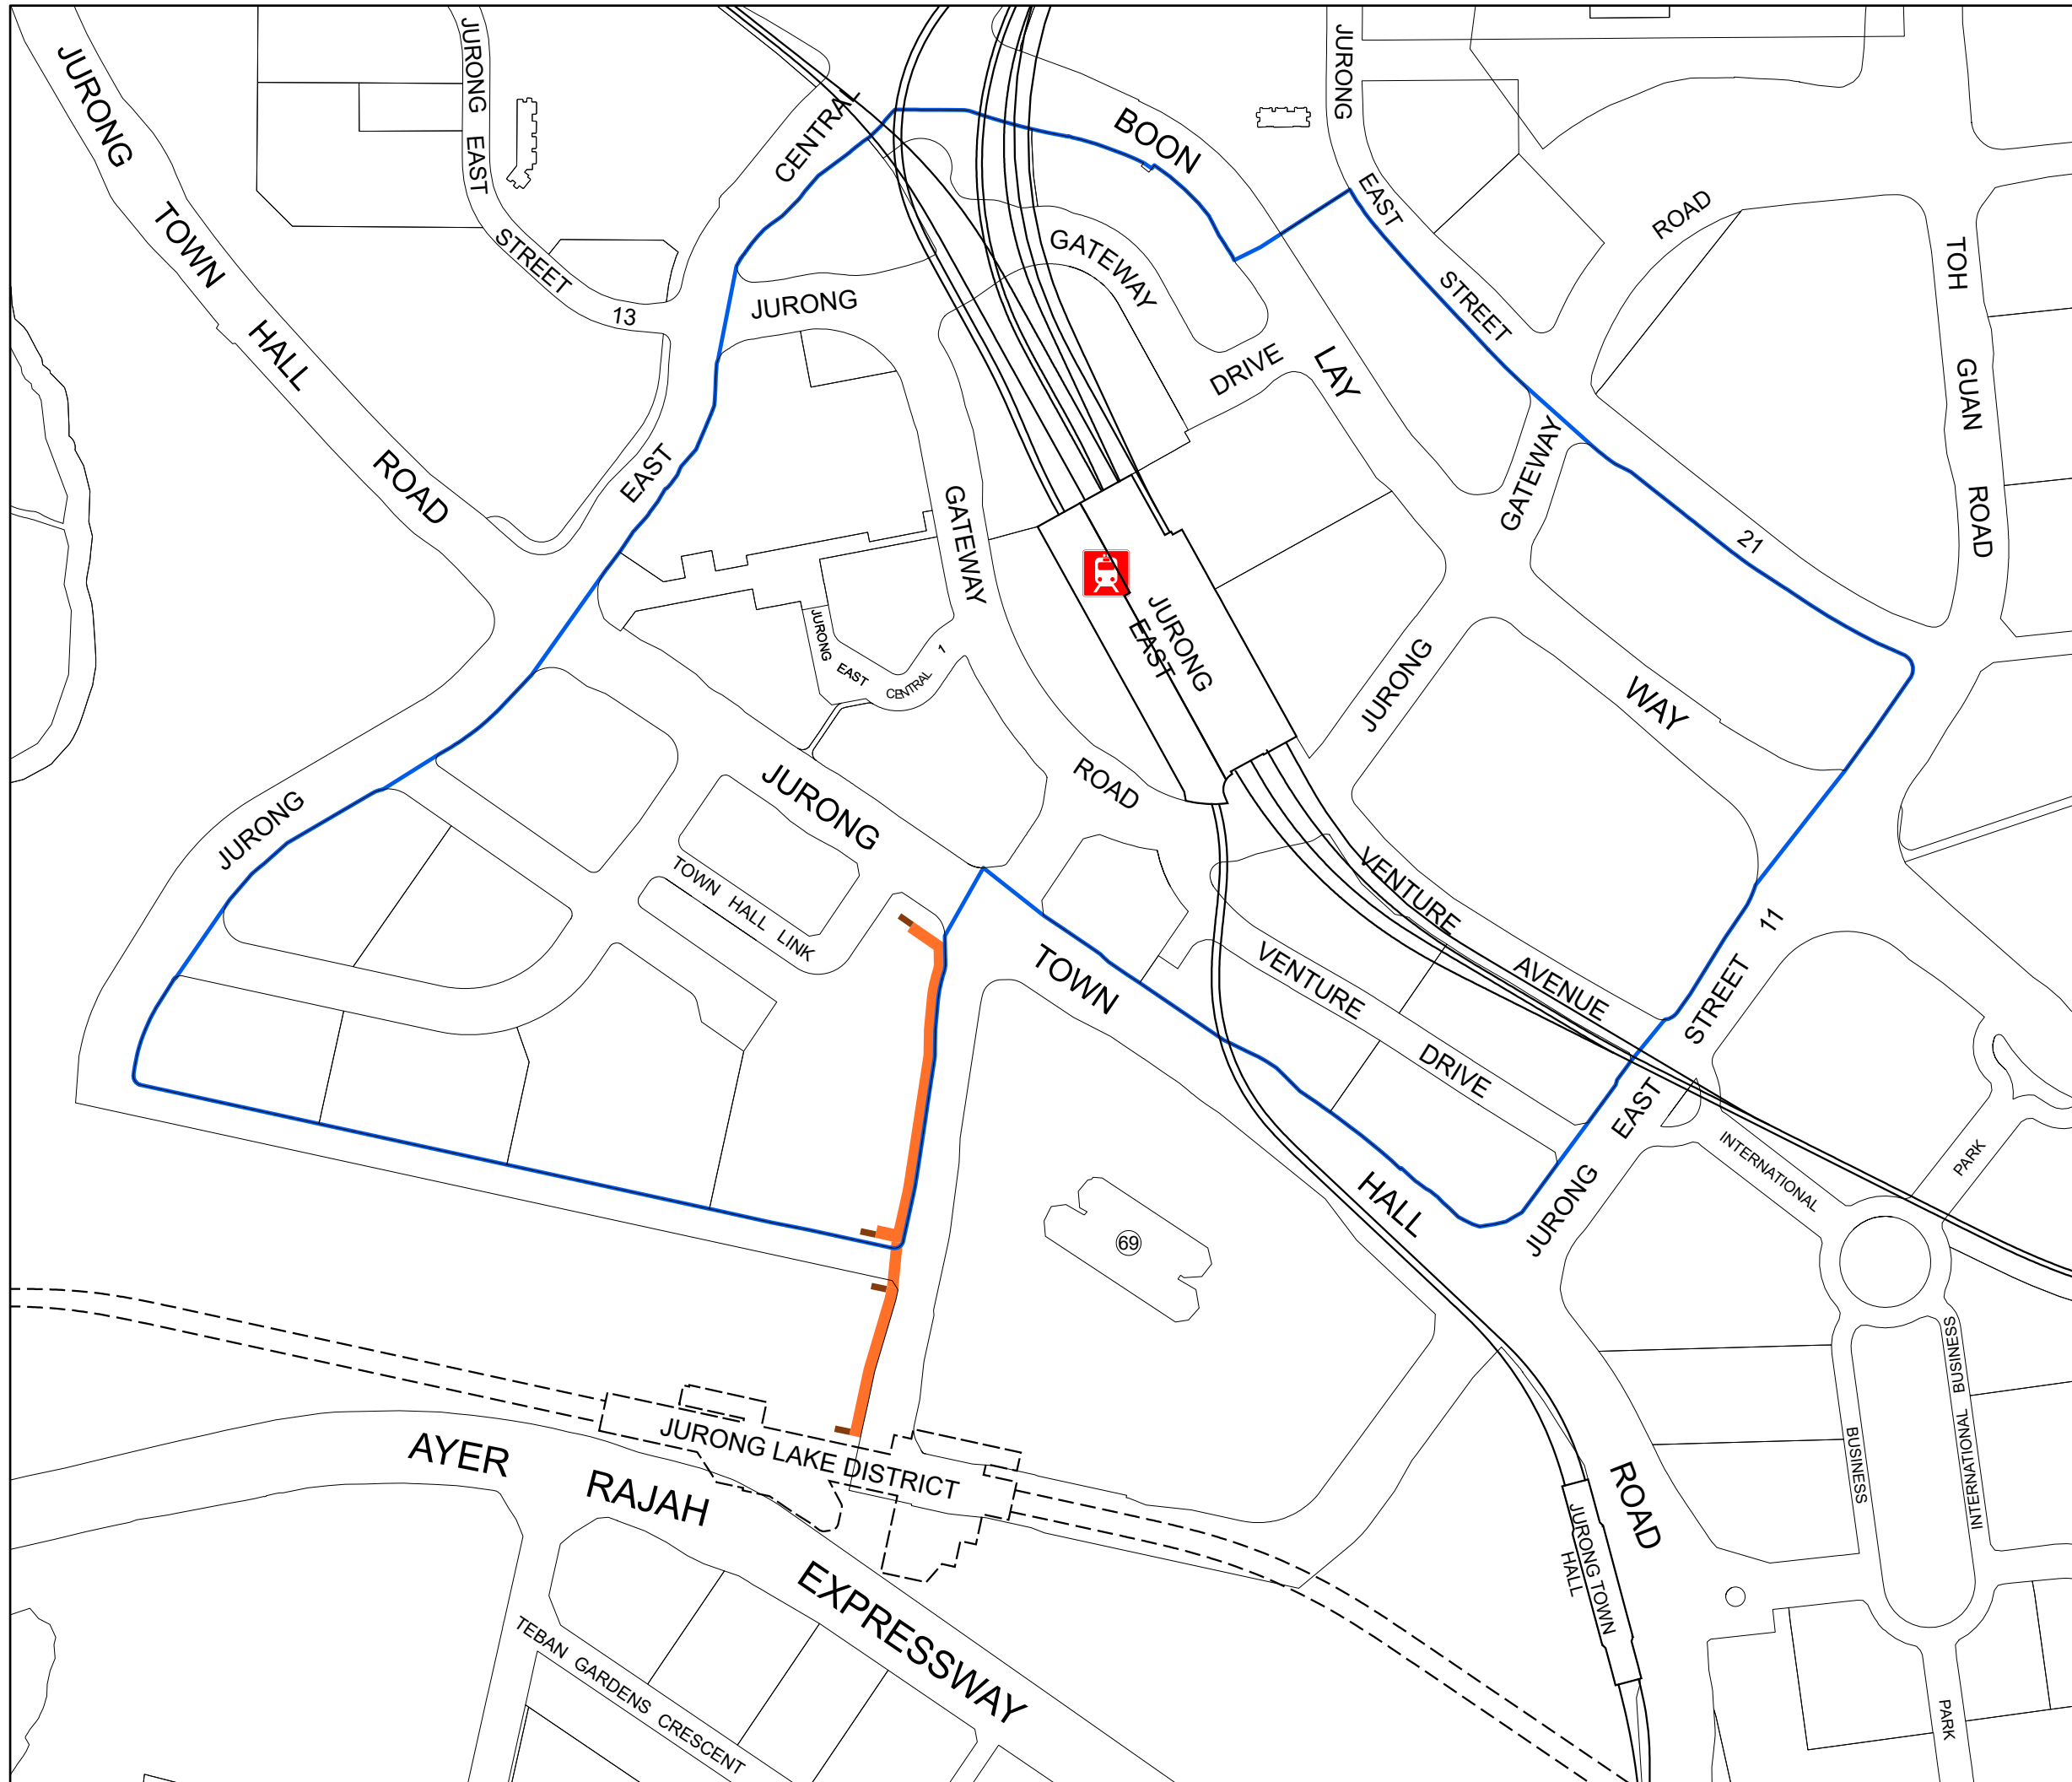 JURONG
TOWN
HALL
ROAD
JURONG
EAST
STREET
13
CENTRAL
EAST
JURONG
BOON
LAY
WAY
JURONG
EAST
STREET
21
ROAD
TOH
GUAN
ROAD
GATEWAY
DRIVE
JURONG
GATEWAY
ROAD
GATEWAY
JURONG
EAST
JURONG
EAST
CENTRAL
1
JURONG
TOWN
HALL
ROAD
TOWN HALL LINK
VENTURE
AVENUE
VENTURE
DRIVE
JURONG
EAST
STREET
11
JURONG
INTERNATIONAL
BUSINESS
PARK
INTERNATIONAL BUSINESS
PARK
69
JURONG LAKE DISTRICT
JURONG TOWN
HALL
AYER
RAJAH
EXPRESSWAY
TEBAN GARDENS CRESCENT